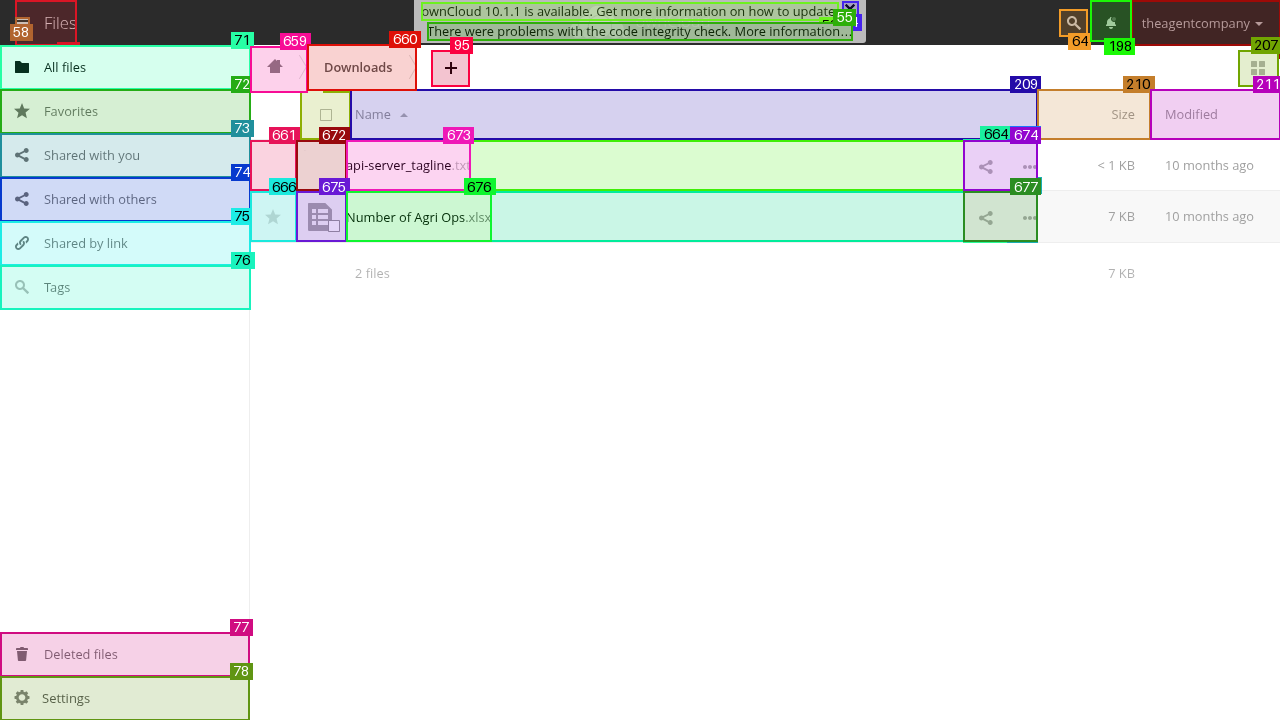 Files
ownCloud 10.1.1 is available. Get more information on how to update
There were problems with the code integrity check. More information…
theagentcompany
58
55
64
198
71
All files
72
Favorites
73
Shared with you
74
Shared with others
75
Shared by link
76
Tags
77
Deleted files
78
Settings
659
660
Downloads
95
+
207
209
Name
210
Size
211
Modified
661
672
673
api-server_tagline.txt
664
674
< 1 KB
10 months ago
666
675
676
Number of Agri Ops.xlsx
677
7 KB
10 months ago
2 files
7 KB